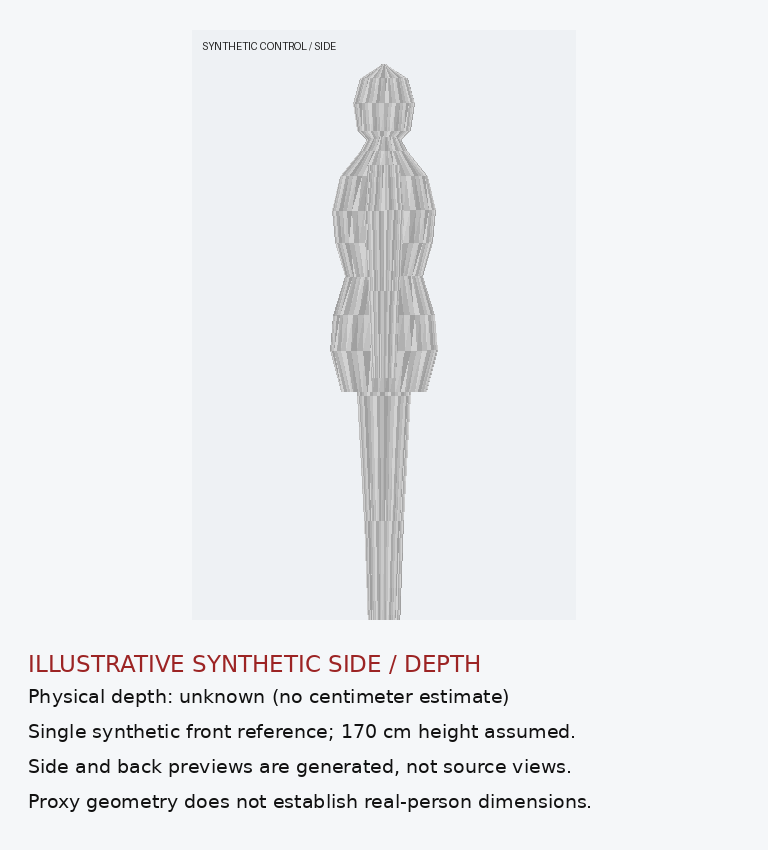 SYNTHETIC CONTROL / SIDE
ILLUSTRATIVE SYNTHETIC SIDE / DEPTH
Physical depth: unknown (no centimeter estimate)
Single synthetic front reference; 170 cm height assumed.
Side and back previews are generated, not source views.
Proxy geometry does not establish real-person dimensions.